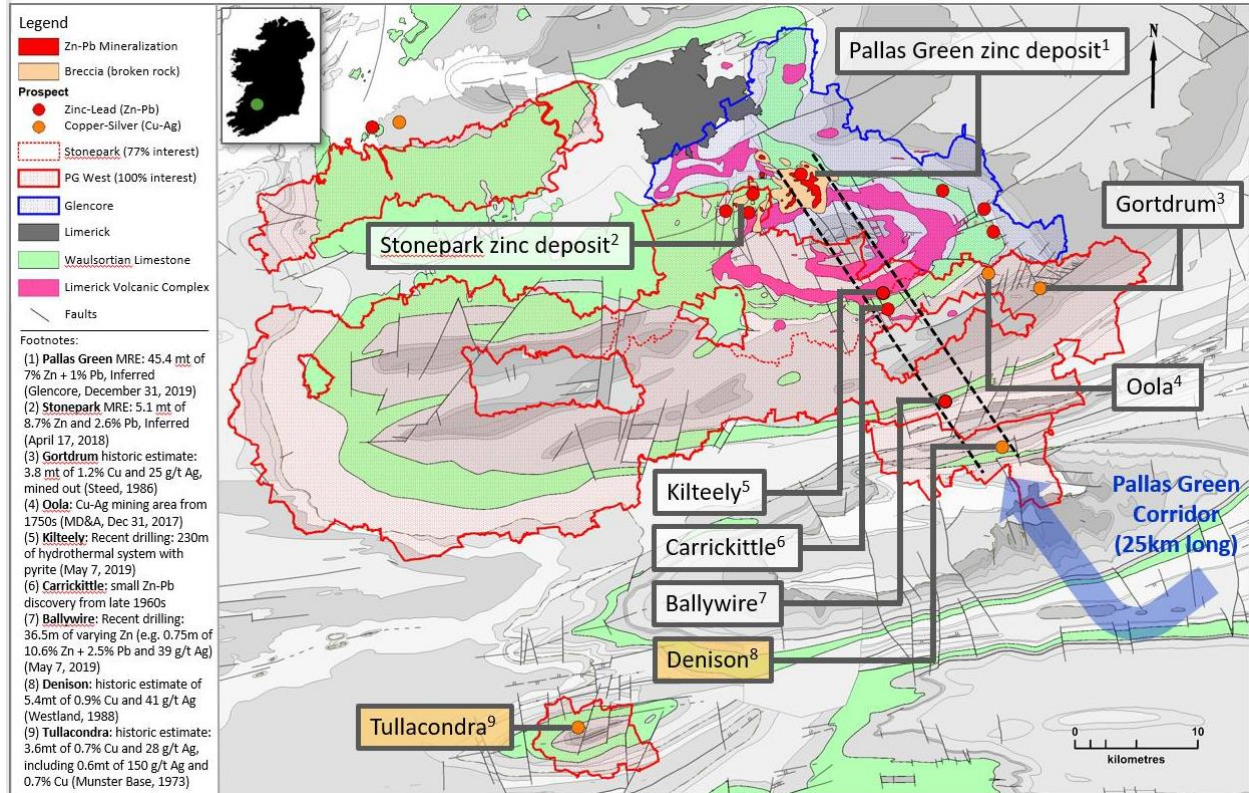 Legend
Zn-Pb Mineralization
Breccia (broken rock)
Prospect
Zinc-Lead (Zn-Pb)
Copper-Silver (Cu-Ag)
Stonepark (77% interest)
PG West (100% interest)
Glencore
Limerick
Waulsortian Limestone
Limerick Volcanic Complex
Faults
Footnotes:
(1) Pallas Green MRE: 45.4 mt of
7% Zn + 1% Pb, Inferred
(Glencore, December 31, 2019)
(2) Stonepark MRE: 5.1 mt of
8.7% Zn and 2.6% Pb, Inferred
(April 17, 2018)
(3) Gortdrum historic estimate:
3.8 mt of 1.2% Cu and 25 g/t Ag,
mined out (Steed, 1986)
(4) Oola: Cu-Ag mining area from
1750s (MD&A, Dec 31, 2017)
(5) Kilteely: Recent drilling: 230m
of hydrothermal system with
pyrite (May 7, 2019)
(6) Carrickittle: small Zn-Pb
discovery from late 1960s
(7) Ballywire: Recent drilling:
36.5m of varying Zn (e.g. 0.75m of
10.6% Zn + 2.5% Pb and 39 g/t Ag)
(May 7, 2019)
(8) Denison: historic estimate of
5.4mt of 0.9% Cu and 41 g/t Ag
(Westland, 1988)
(9) Tullacondra: historic estimate:
3.6mt of 0.7% Cu and 28 g/t Ag,
including 0.6mt of 150 g/t Ag and
0.7% Cu (Munster Base, 1973)
Pallas Green zinc deposit1
N
Gortdrum3
Stonepark zinc deposit2
Oola4
Kilteely5
Carrickittle6
Ballywire7
Denison8
Pallas Green
Corridor
(25km long)
Tullacondra9
0 10
kilometres